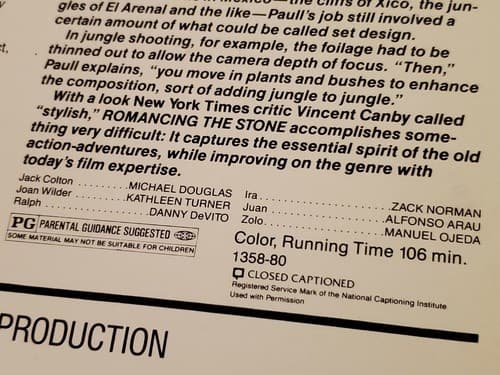 the cliffs of Xico, the jun-
gles of El Arenal and the like—Paull's job still involved a
certain amount of what could be called set design.
In jungle shooting, for example, the foilage had to be
thinned out to allow the camera depth of focus. "Then,"
Paull explains, "you move in plants and bushes to enhance
the composition, sort of adding jungle to jungle."
With a look New York Times critic Vincent Canby called
"stylish," ROMANCING THE STONE accomplishes some-
thing very difficult: It captures the essential spirit of the old
action-adventures, while improving on the genre with
today's film expertise.
Jack Colton .........MICHAEL DOUGLAS
Joan Wilder .........KATHLEEN TURNER
Ralph ................DANNY DeVITO
Ira.......................ZACK NORMAN
Juan ...................ALFONSO ARAU
Zolo....................MANUEL OJEDA
PG PARENTAL GUIDANCE SUGGESTED
SOME MATERIAL MAY NOT BE SUITABLE FOR CHILDREN
Color, Running Time 106 min.
1358-80
CLOSED CAPTIONED
Registered Service Mark of the National Captioning Institute
Used with Permission
PRODUCTION